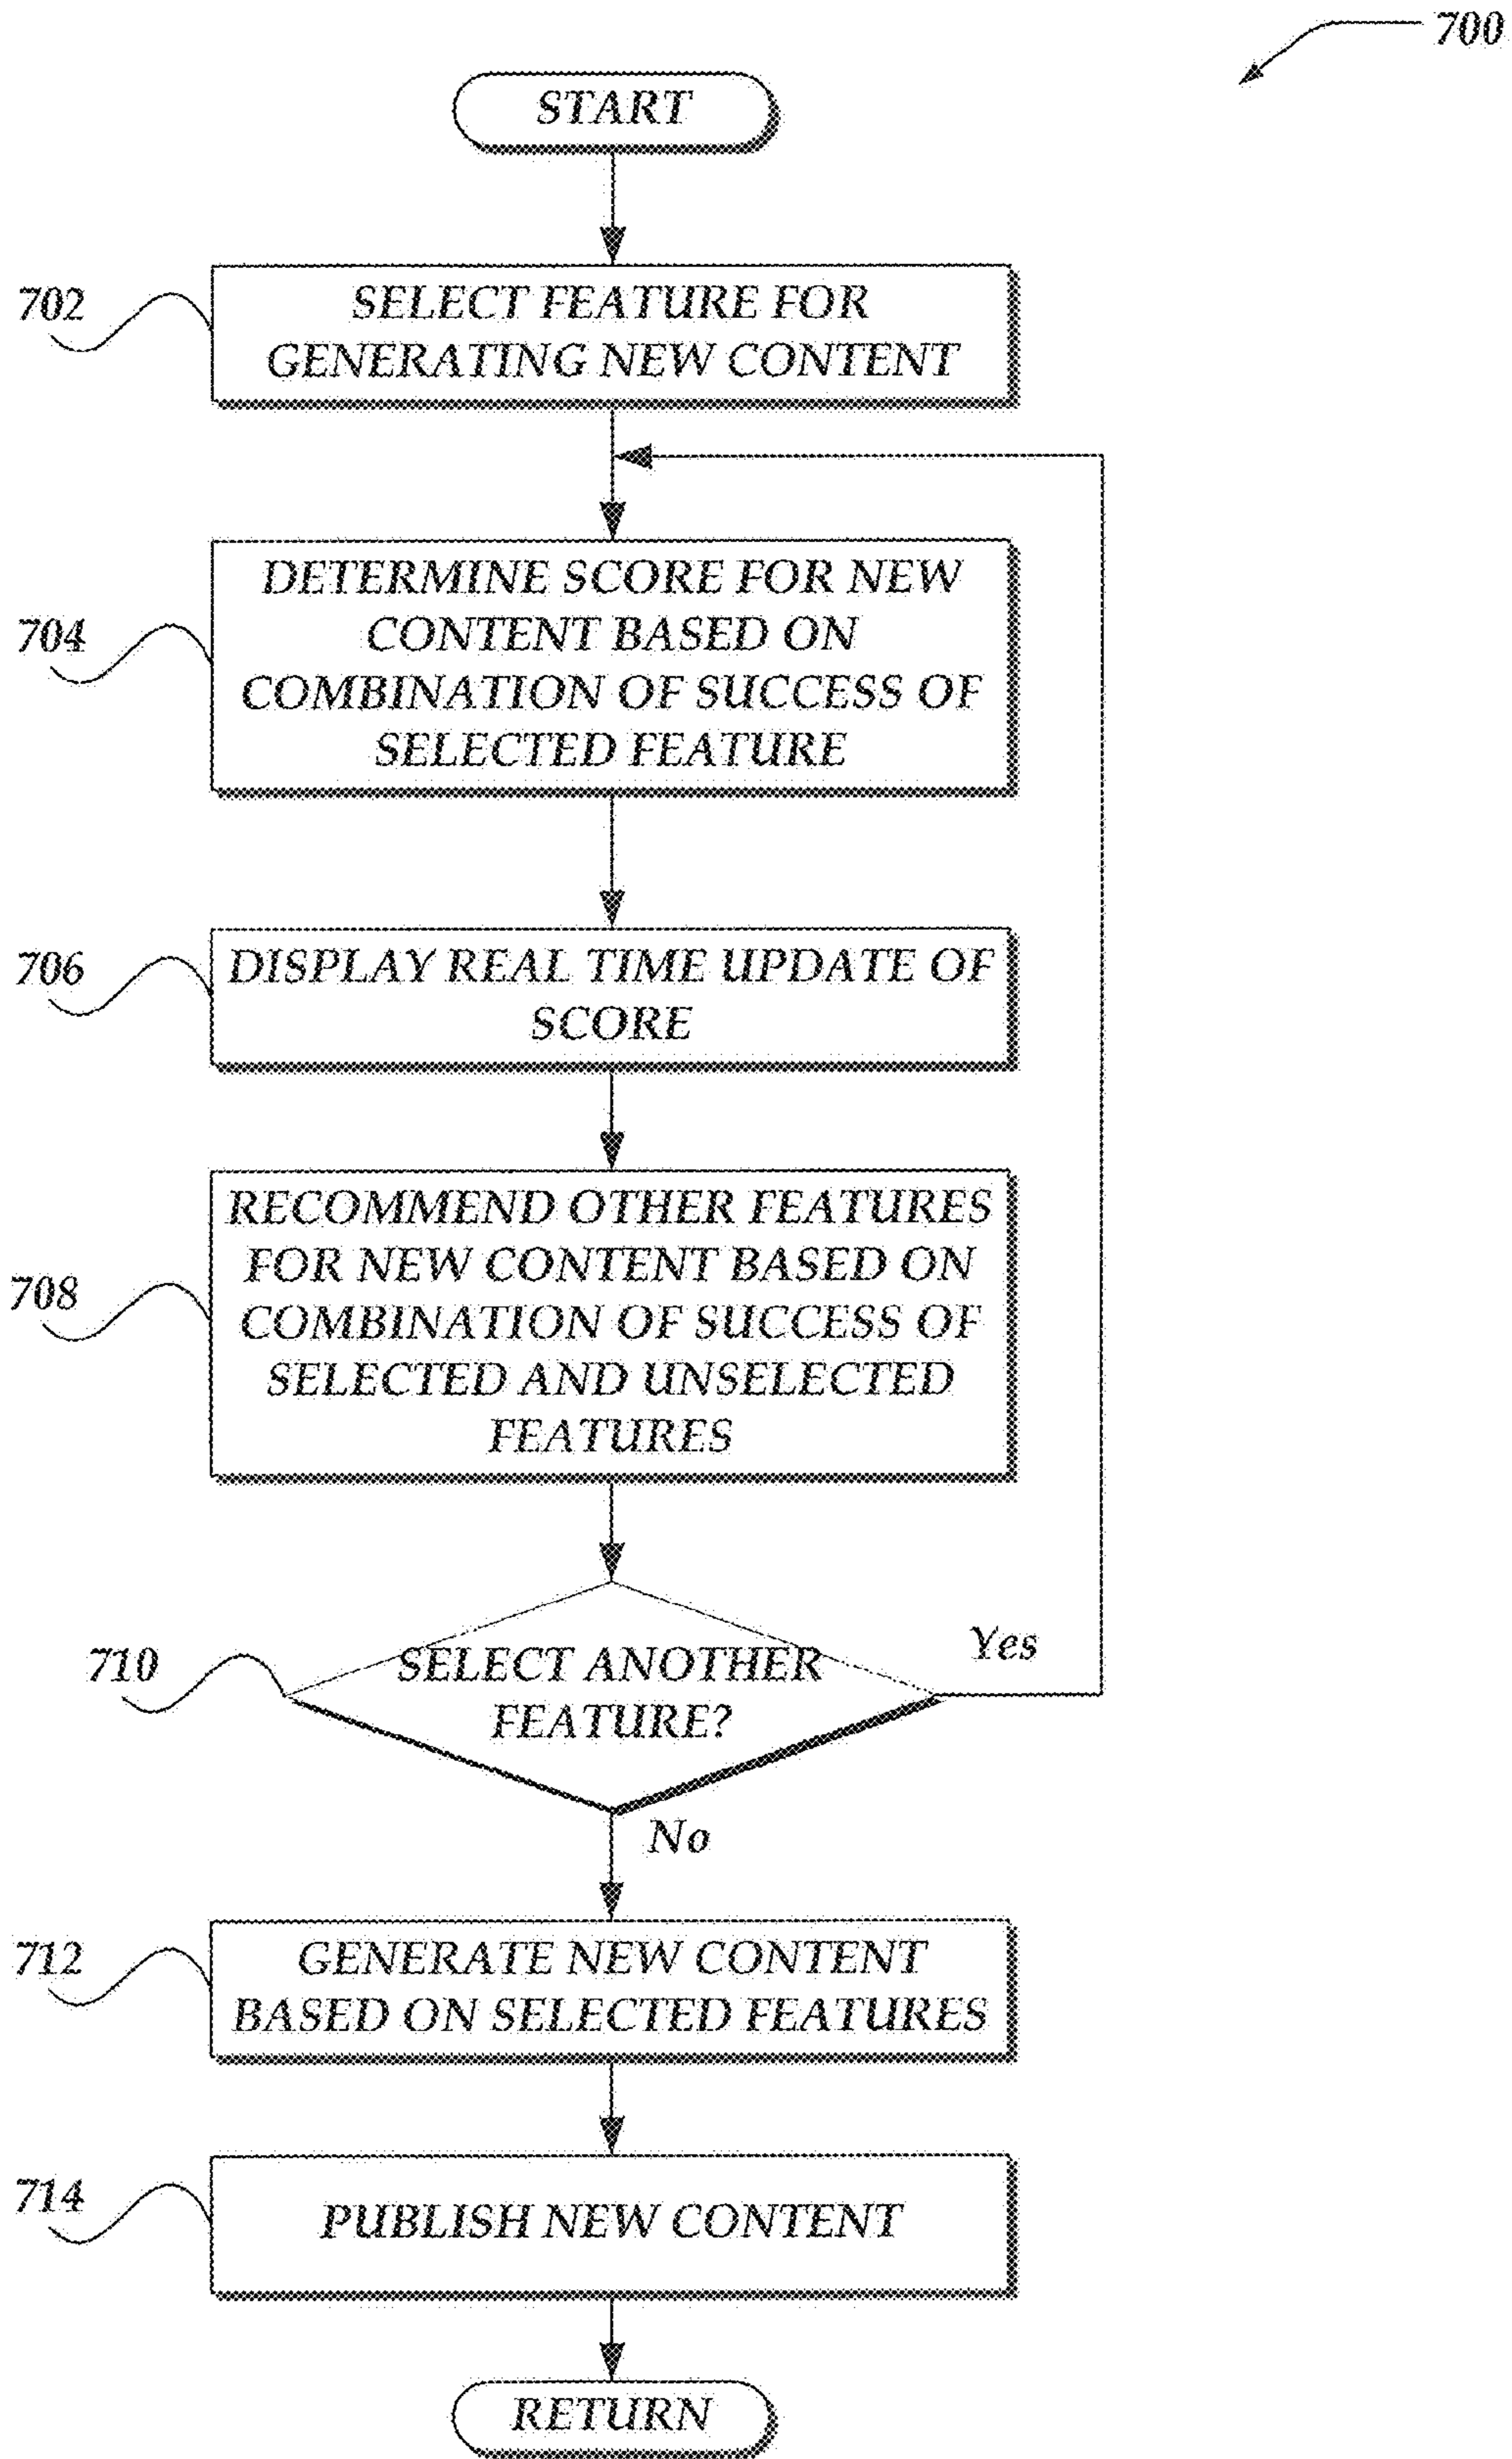 700
START
702
SELECT FEATURE FOR
GENERATING NEW CONTENT
704
DETERMINE SCORE FOR NEW
CONTENT BASED ON
COMBINATION OF SUCCESS OF
SELECTED FEATURE
706
DISPLAY REAL TIME UPDATE OF
SCORE
708
RECOMMEND OTHER FEATURES
FOR NEW CONTENT BASED ON
COMBINATION OF SUCCESS OF
SELECTED AND UNSELECTED
FEATURES
710
SELECT ANOTHER
FEATURE?
Yes
No
712
GENERATE NEW CONTENT
BASED ON SELECTED FEATURES
714
PUBLISH NEW CONTENT
RETURN